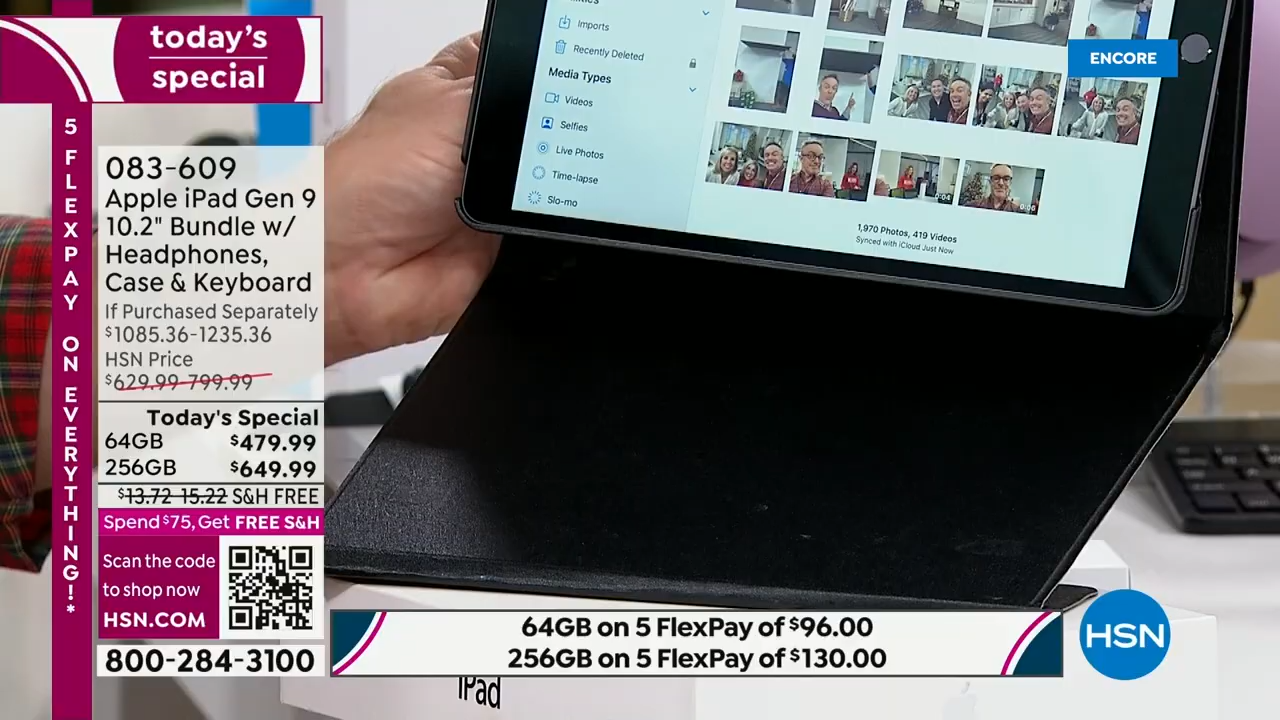 today's
special
5 FLEXPAY ON EVERYTHING!*
083-609
Apple iPad Gen 9
10.2" Bundle w/
Headphones,
Case & Keyboard
If Purchased Separately
$1085.36-1235.36
HSN Price
$629.99-799.99
Today's Special
64GB $479.99
256GB $649.99
$13.72-15.22 S&H FREE
Spend $75, Get FREE S&H
Scan the code
to shop now
HSN.COM
800-284-3100
Imports
Recently Deleted
Media Types
Videos
Selfies
Live Photos
Time-lapse
Slo-mo
1,970 Photos, 419 Videos
Synced with iCloud Just Now
ENCORE
64GB on 5 FlexPay of $96.00
256GB on 5 FlexPay of $130.00
HSN
iPad